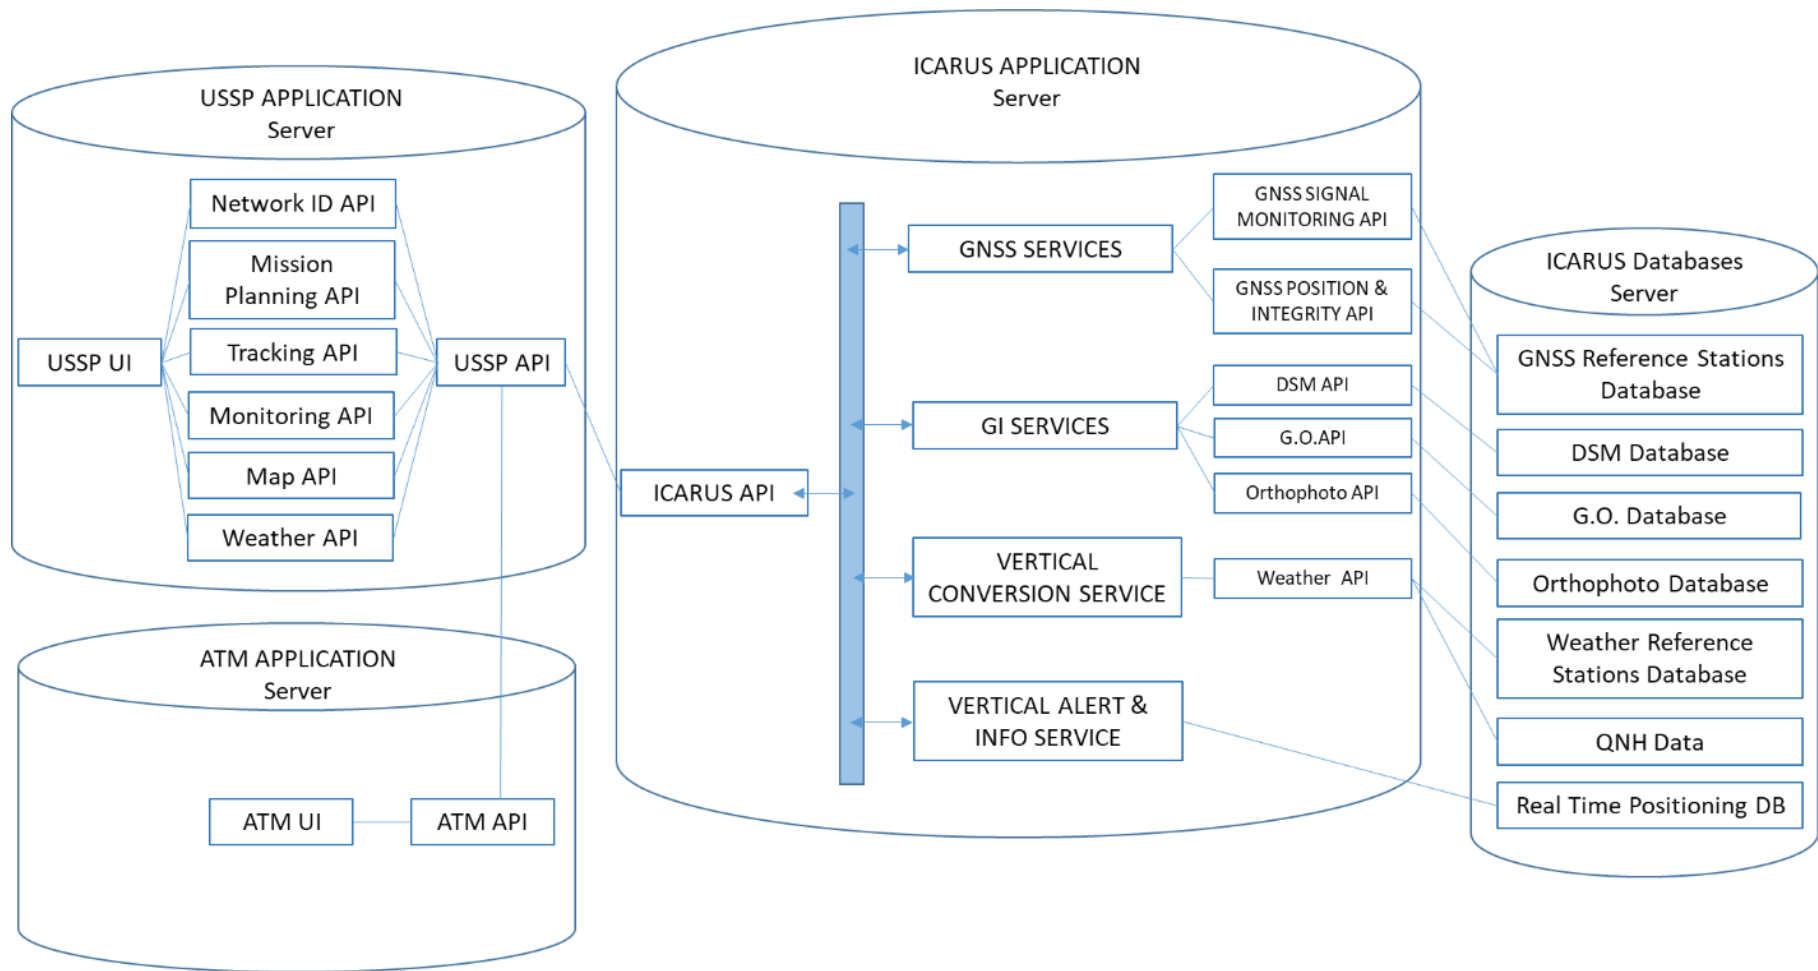 USSP APPLICATION
Server
Network ID API
Mission
Planning API
USSP UI
Tracking API
USSP API
Monitoring API
Map API
Weather API
ATM APPLICATION
Server
ATM UI
ATM API
ICARUS APPLICATION
Server
ICARUS API
GNSS SERVICES
GNSS SIGNAL
MONITORING API
GNSS POSITION &
INTEGRITY API
GI SERVICES
DSM API
G.O.API
Orthophoto API
VERTICAL
CONVERSION SERVICE
Weather API
VERTICAL ALERT &
INFO SERVICE
ICARUS Databases
Server
GNSS Reference Stations
Database
DSM Database
G.O. Database
Orthophoto Database
Weather Reference
Stations Database
QNH Data
Real Time Positioning DB